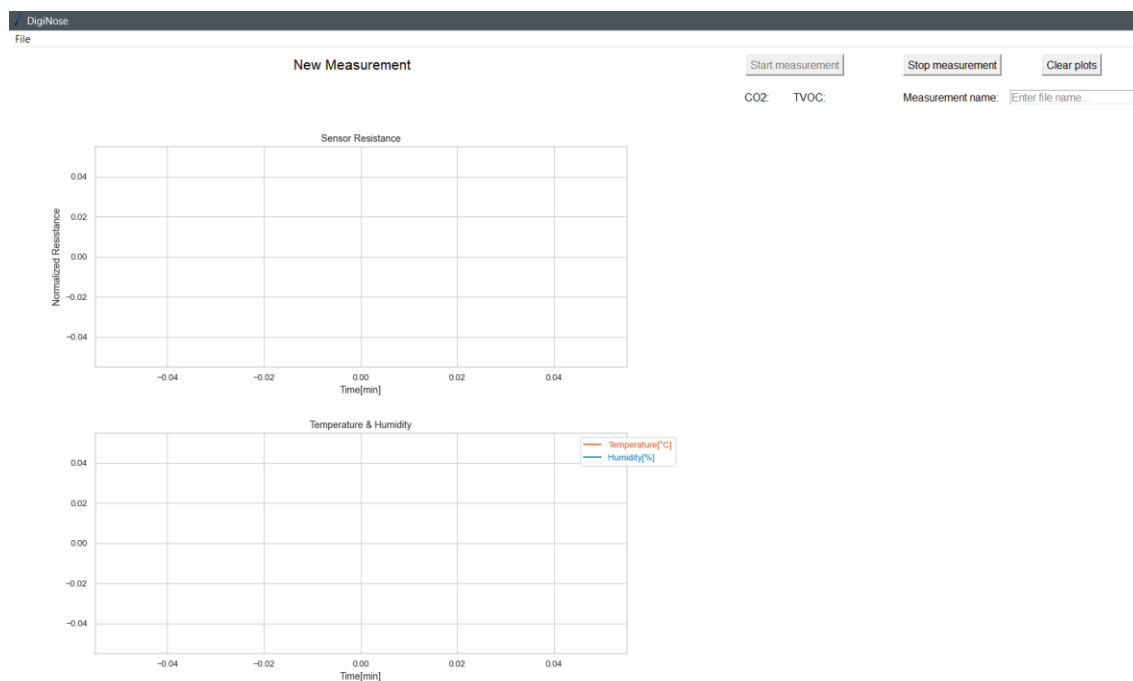 DigiNose
File
New Measurement
Start measurement
Stop measurement
Clear plots
CO2:
TVOC:
Measurement name:
Enter file name...
Sensor Resistance
Normalized Resistance
0.04
0.02
0.00
−0.02
−0.04
−0.04
−0.02
0.00
0.02
0.04
Time[min]
Temperature & Humidity
Temperature[°C]
Humidity[%]
0.04
0.02
0.00
−0.02
−0.04
−0.04
−0.02
0.00
0.02
0.04
Time[min]